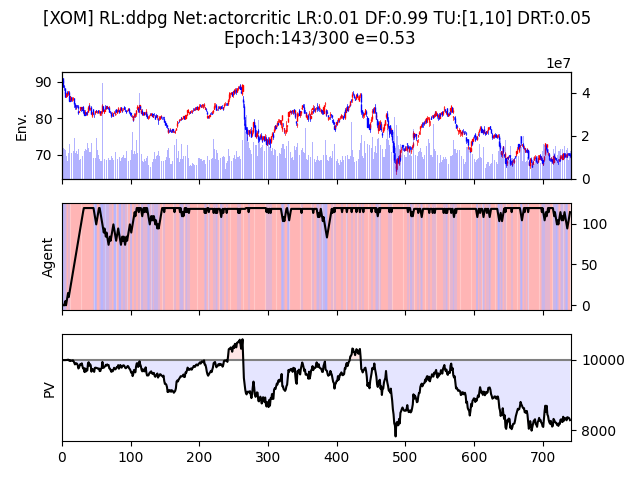 [XOM] RL:ddpg Net:actorcritic LR:0.01 DF:0.99 TU:[1,10] DRT:0.05
Epoch:143/300 e=0.53
1e7
Env.
90
80
70
4
2
0
Agent
100
50
0
PV
10000
8000
0 100 200 300 400 500 600 700